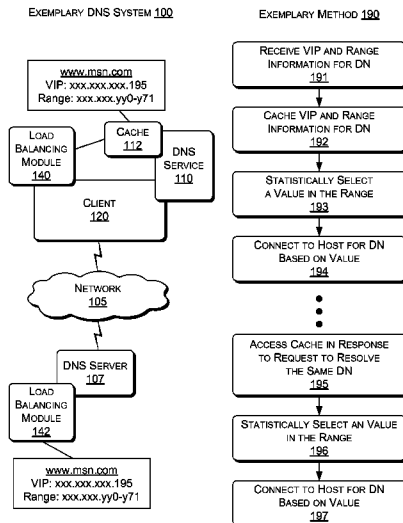 EXEMPLARY DNS SYSTEM 100
www.msn.com
VIP: xxx.xxx.xxx.195
Range: xxx.xxx.yy0-y71
CACHE
112
LOAD
BALANCING
MODULE
140
DNS
SERVICE
110
CLIENT
120
NETWORK
105
DNS SERVER
107
LOAD
BALANCING
MODULE
142
www.msn.com
VIP: xxx.xxx.xxx.195
Range: xxx.xxx.yy0-y71
EXEMPLARY METHOD 190
RECEIVE VIP AND RANGE
INFORMATION FOR DN
191
CACHE VIP AND RANGE
INFORMATION FOR DN
192
STATISTICALLY SELECT
A VALUE IN THE RANGE
193
CONNECT TO HOST FOR DN
BASED ON VALUE
194
ACCESS CACHE IN RESPONSE
TO REQUEST TO RESOLVE
THE SAME DN
195
STATISTICALLY SELECT AN VALUE
IN THE RANGE
196
CONNECT TO HOST FOR DN
BASED ON VALUE
197